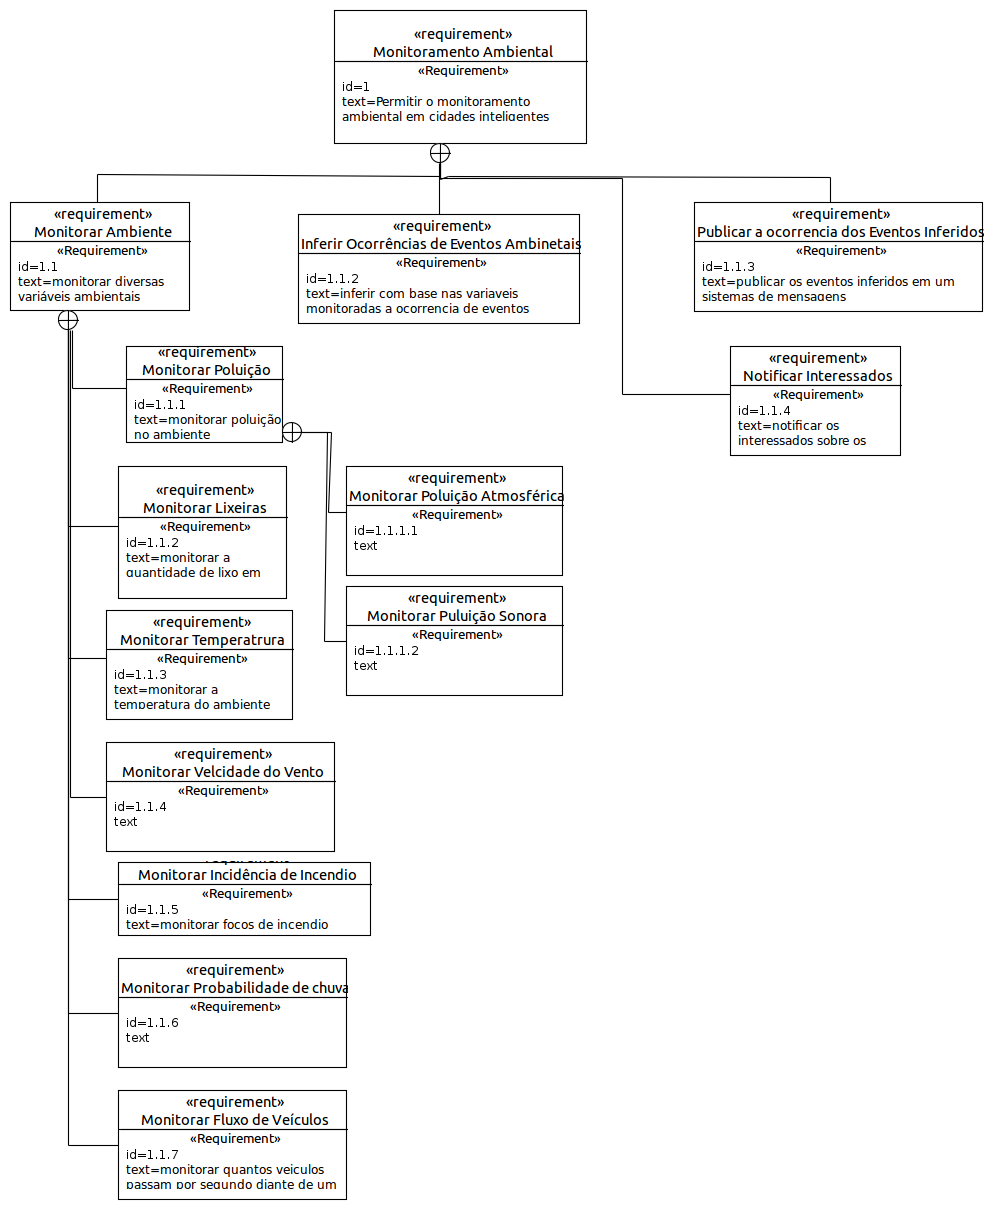 «requirement»
Monitoramento Ambiental
«Requirement»
id=1
text=Permitir o monitoramento
ambiental em cidades inteligentes
«requirement»
Monitorar Ambiente
«Requirement»
id=1.1
text=monitorar diversas
variáveis ambientais
«requirement»
Inferir Ocorrências de Eventos Ambinetais
«Requirement»
id=1.1.2
text=inferir com base nas variaveis
monitoradas a ocorrencia de eventos
«requirement»
Publicar a ocorrencia dos Eventos Inferidos
«Requirement»
id=1.1.3
text=publicar os eventos inferidos em um
sistemas de mensagens
«requirement»
Notificar Interessados
«Requirement»
id=1.1.4
text=notificar os
interessados sobre os
«requirement»
Monitorar Poluição
«Requirement»
id=1.1.1
text=monitorar poluição
no ambiente
«requirement»
Monitorar Poluição Atmosférica
«Requirement»
id=1.1.1.1
text
«requirement»
Monitorar Puluição Sonora
«Requirement»
id=1.1.1.2
text
«requirement»
Monitorar Lixeiras
«Requirement»
id=1.1.2
text=monitorar a
quantidade de lixo em
«requirement»
Monitorar Temperatrura
«Requirement»
id=1.1.3
text=monitorar a
temperatura do ambiente
«requirement»
Monitorar Velcidade do Vento
«Requirement»
id=1.1.4
text
Monitorar Incidência de Incendio
«Requirement»
id=1.1.5
text=monitorar focos de incendio
«requirement»
Monitorar Probabilidade de chuva
«Requirement»
id=1.1.6
text
«requirement»
Monitorar Fluxo de Veículos
«Requirement»
id=1.1.7
text=monitorar quantos veiculos
passam por segundo diante de um